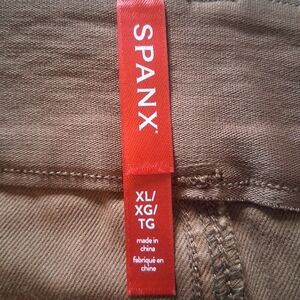 SPANX
XL/
XG/
TG
made in
china
fabriqué en
chine